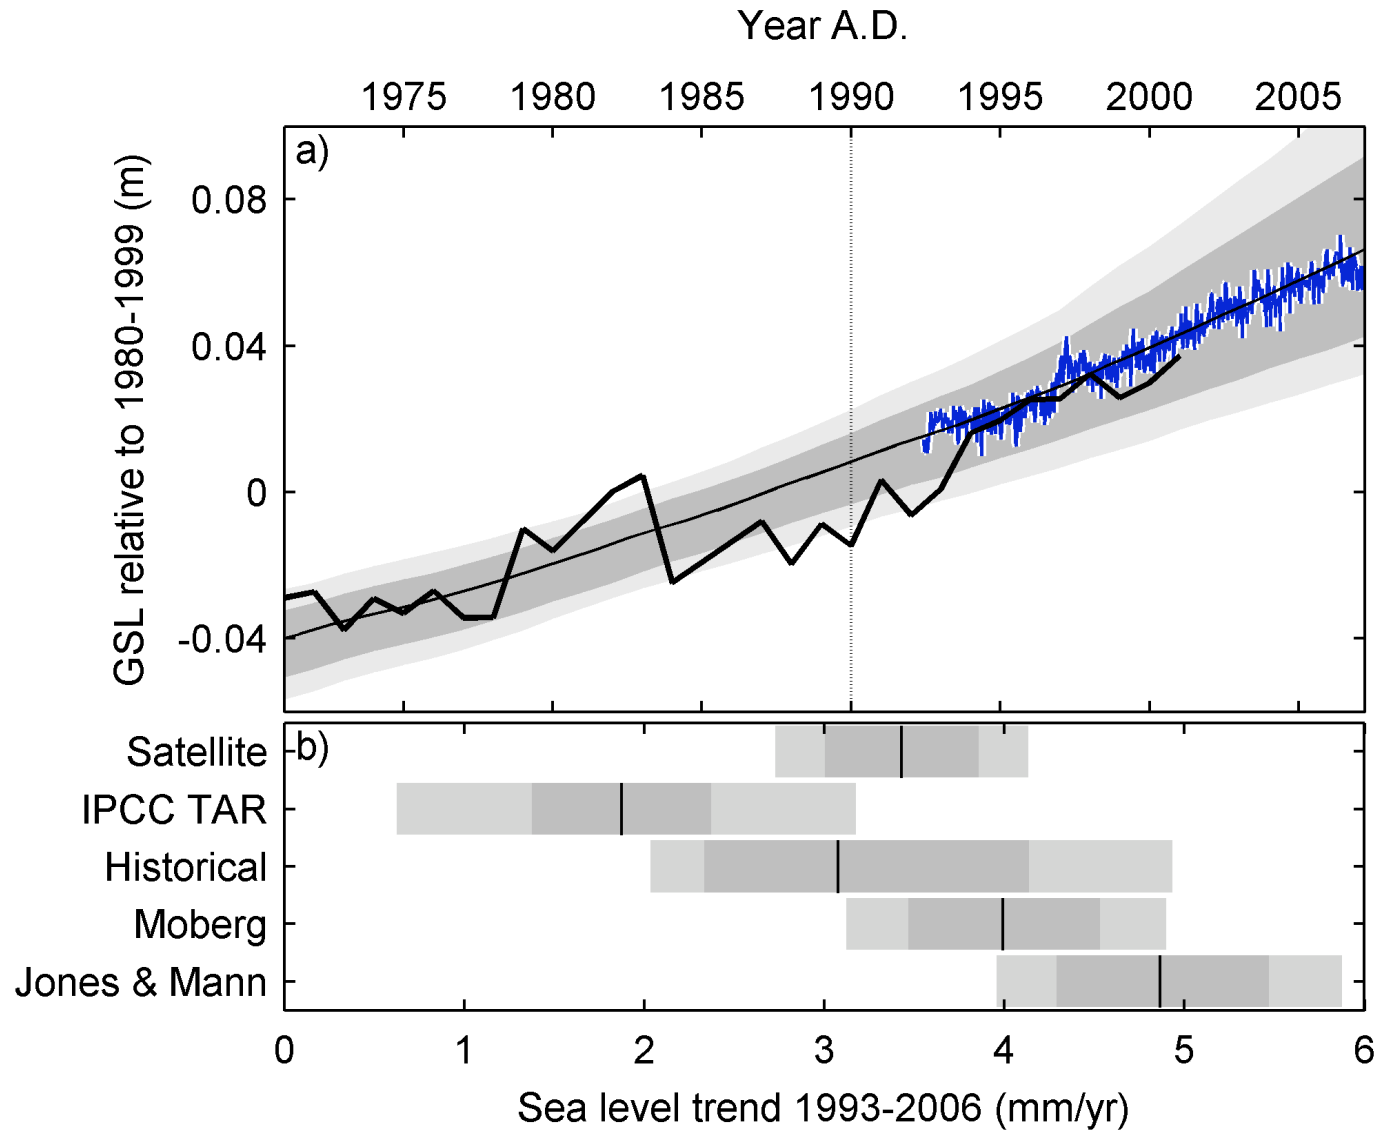 Year A.D.
1975 1980 1985 1990 1995 2000 2005
a)
GSL relative to 1980-1999 (m)
0.08
0.04
0
-0.04
b)
Satellite
IPCC TAR
Historical
Moberg
Jones & Mann
0 1 2 3 4 5 6
Sea level trend 1993-2006 (mm/yr)